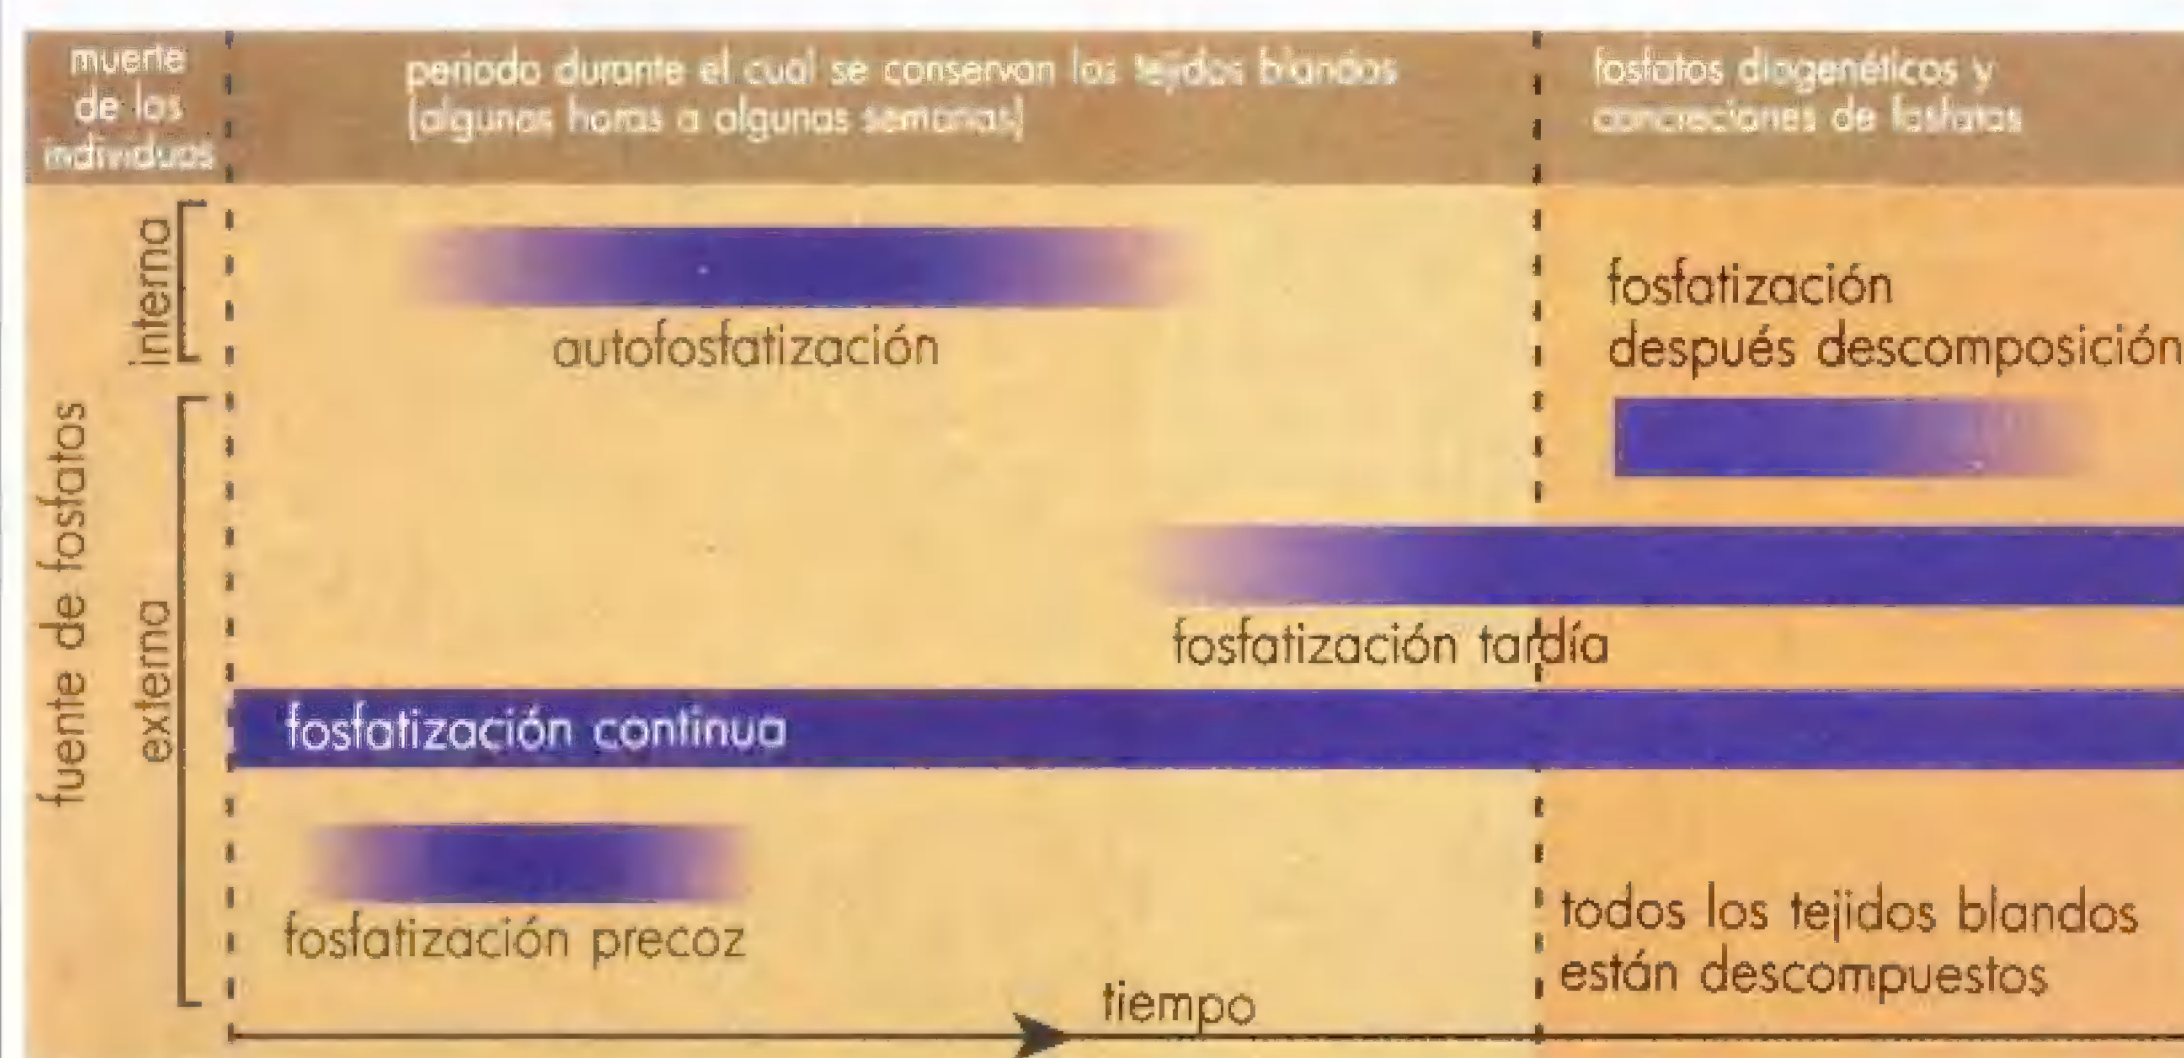 muerte
de los
individuos
periodo durante el cual se conservan los tejidos blandos
(algunas horas a algunas semanas)
fosfatos diagenéticos y
concreciones de fosfatos
fuente de fosfatos
interno
externo
autofosfatización
fosfatización
después descomposición
fosfatización tardía
fosfatización continua
fosfatización precoz
todos los tejidos blandos
están descompuestos
tiempo